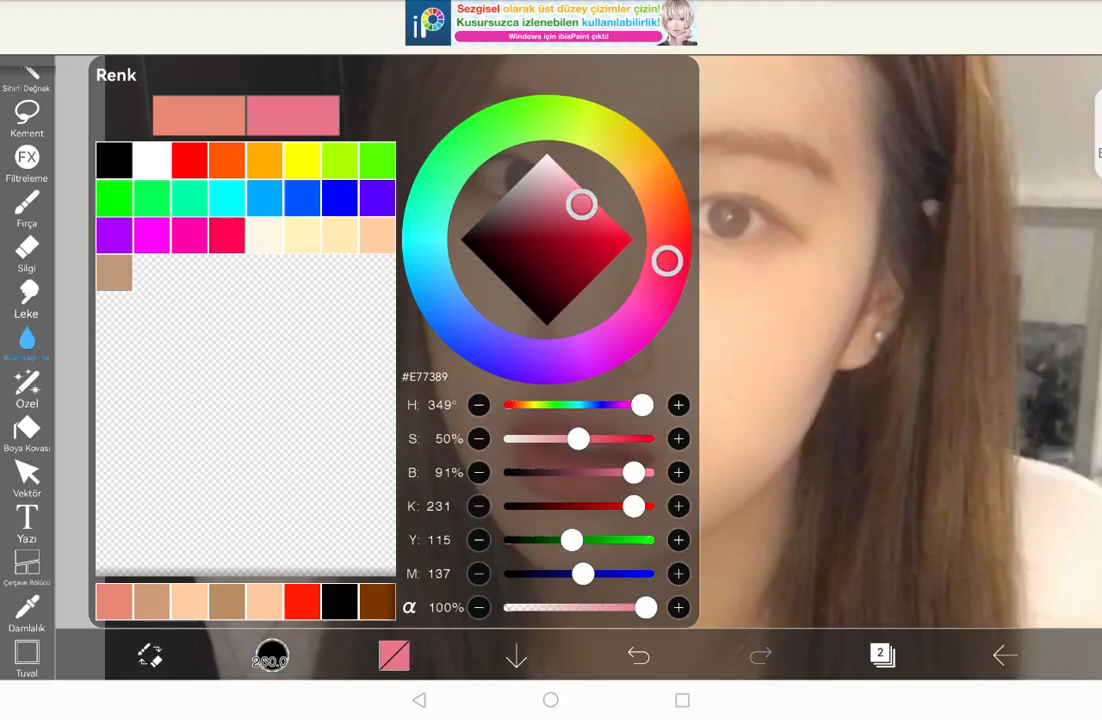 Sezgisel olarak üst düzey çizimler çizin!
Kusursuzca izlenebilen kullanılabilirlik!
Windows için ibisPaint çıktı!
iP
Renk
Sihirli Değnek
Kement
FX
Filtreleme
Fırça
Silgi
Leke
Özel
Boya Kovası
Vektör
T
Yazı
Çerçeve Bölücü
Damlalık
Tuval
#E77389
H: 349°
S: 50%
B: 91%
K: 231
Y: 115
M: 137
α 100%
260.0
2